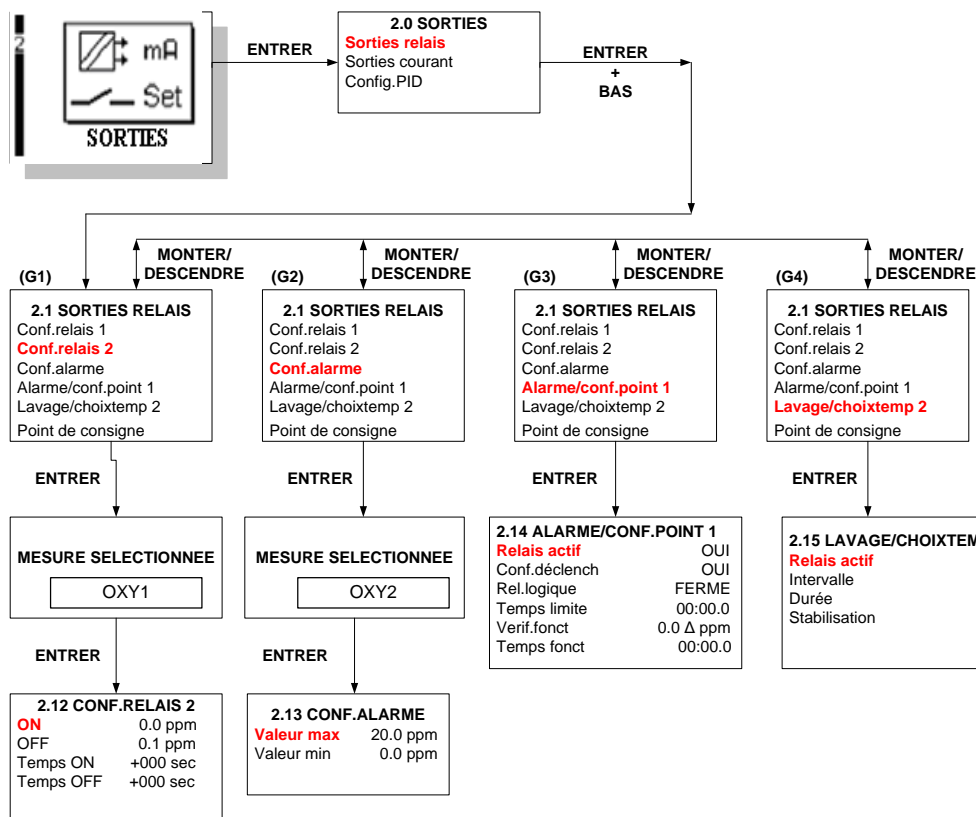 2
mA
Set
SORTIES
ENTRER
2.0 SORTIES
Sorties relais
Sorties courant
Config.PID
ENTRER
+
BAS
(G1)
MONTER/
DESCENDRE
2.1 SORTIES RELAIS
Conf.relais 1
Conf.relais 2
Conf.alarme
Alarme/conf.point 1
Lavage/choixtemp 2
Point de consigne
ENTRER
MESURE SELECTIONNEE
OXY1
ENTRER
2.12 CONF.RELAIS 2
ON 0.0 ppm
OFF 0.1 ppm
Temps ON +000 sec
Temps OFF +000 sec
(G2)
MONTER/
DESCENDRE
2.1 SORTIES RELAIS
Conf.relais 1
Conf.relais 2
Conf.alarme
Alarme/conf.point 1
Lavage/choixtemp 2
Point de consigne
ENTRER
MESURE SELECTIONNEE
OXY2
ENTRER
2.13 CONF.ALARME
Valeur max 20.0 ppm
Valeur min 0.0 ppm
(G3)
MONTER/
DESCENDRE
2.1 SORTIES RELAIS
Conf.relais 1
Conf.relais 2
Conf.alarme
Alarme/conf.point 1
Lavage/choixtemp 2
Point de consigne
ENTRER
2.14 ALARME/CONF.POINT 1
Relais actif OUI
Conf.déclench OUI
Rel.logique FERME
Temps limite 00:00.0
Verif.fonct 0.0 Δ ppm
Temps fonct 00:00.0
(G4)
MONTER/
DESCENDRE
2.1 SORTIES RELAIS
Conf.relais 1
Conf.relais 2
Conf.alarme
Alarme/conf.point 1
Lavage/choixtemp 2
Point de consigne
ENTRER
2.15 LAVAGE/CHOIXTEM
Relais actif
Intervalle
Durée
Stabilisation